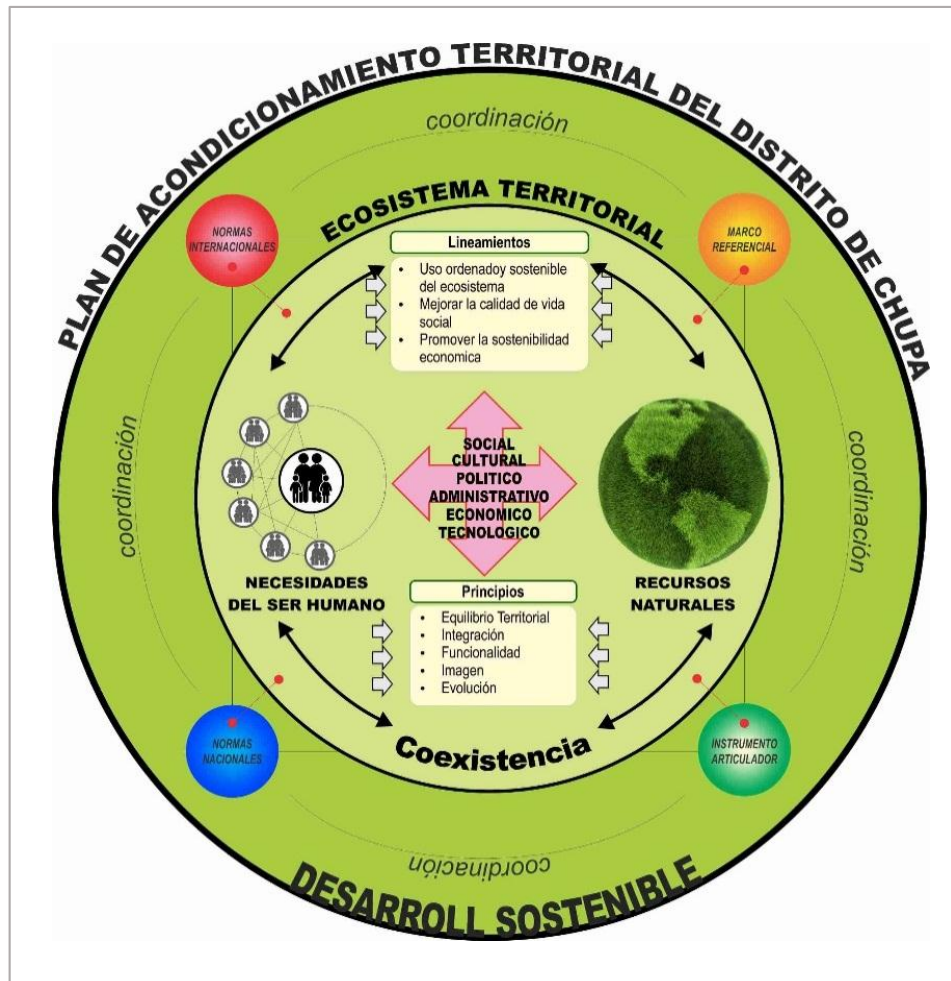 PLAN DE ACONDICIONAMIENTO TERRITORIAL DEL DISTRITO DE CHUPA
coordinación
ECOSISTEMA TERRITORIAL
NORMAS
INTERNACIONALES
MARCO
REFERENCIAL
Lineamientos
• Uso ordenadoy sostenible
del ecosistema
• Mejorar la calidad de vida
social
• Promover la sostenibilidad
economica
coordinación
coordinación
SOCIAL
CULTURAL
POLITICO
ADMINISTRATIVO
ECONOMICO
TECNOLOGICO
NECESIDADES
DEL SER HUMANO
RECURSOS
NATURALES
Principios
• Equilibrio Territorial
• Integración
• Funcionalidad
• Imagen
• Evolución
Coexistencia
NORMAS
NACIONALES
INSTRUMENTO
ARTICULADOR
coordinación
DESARROLL SOSTENIBLE